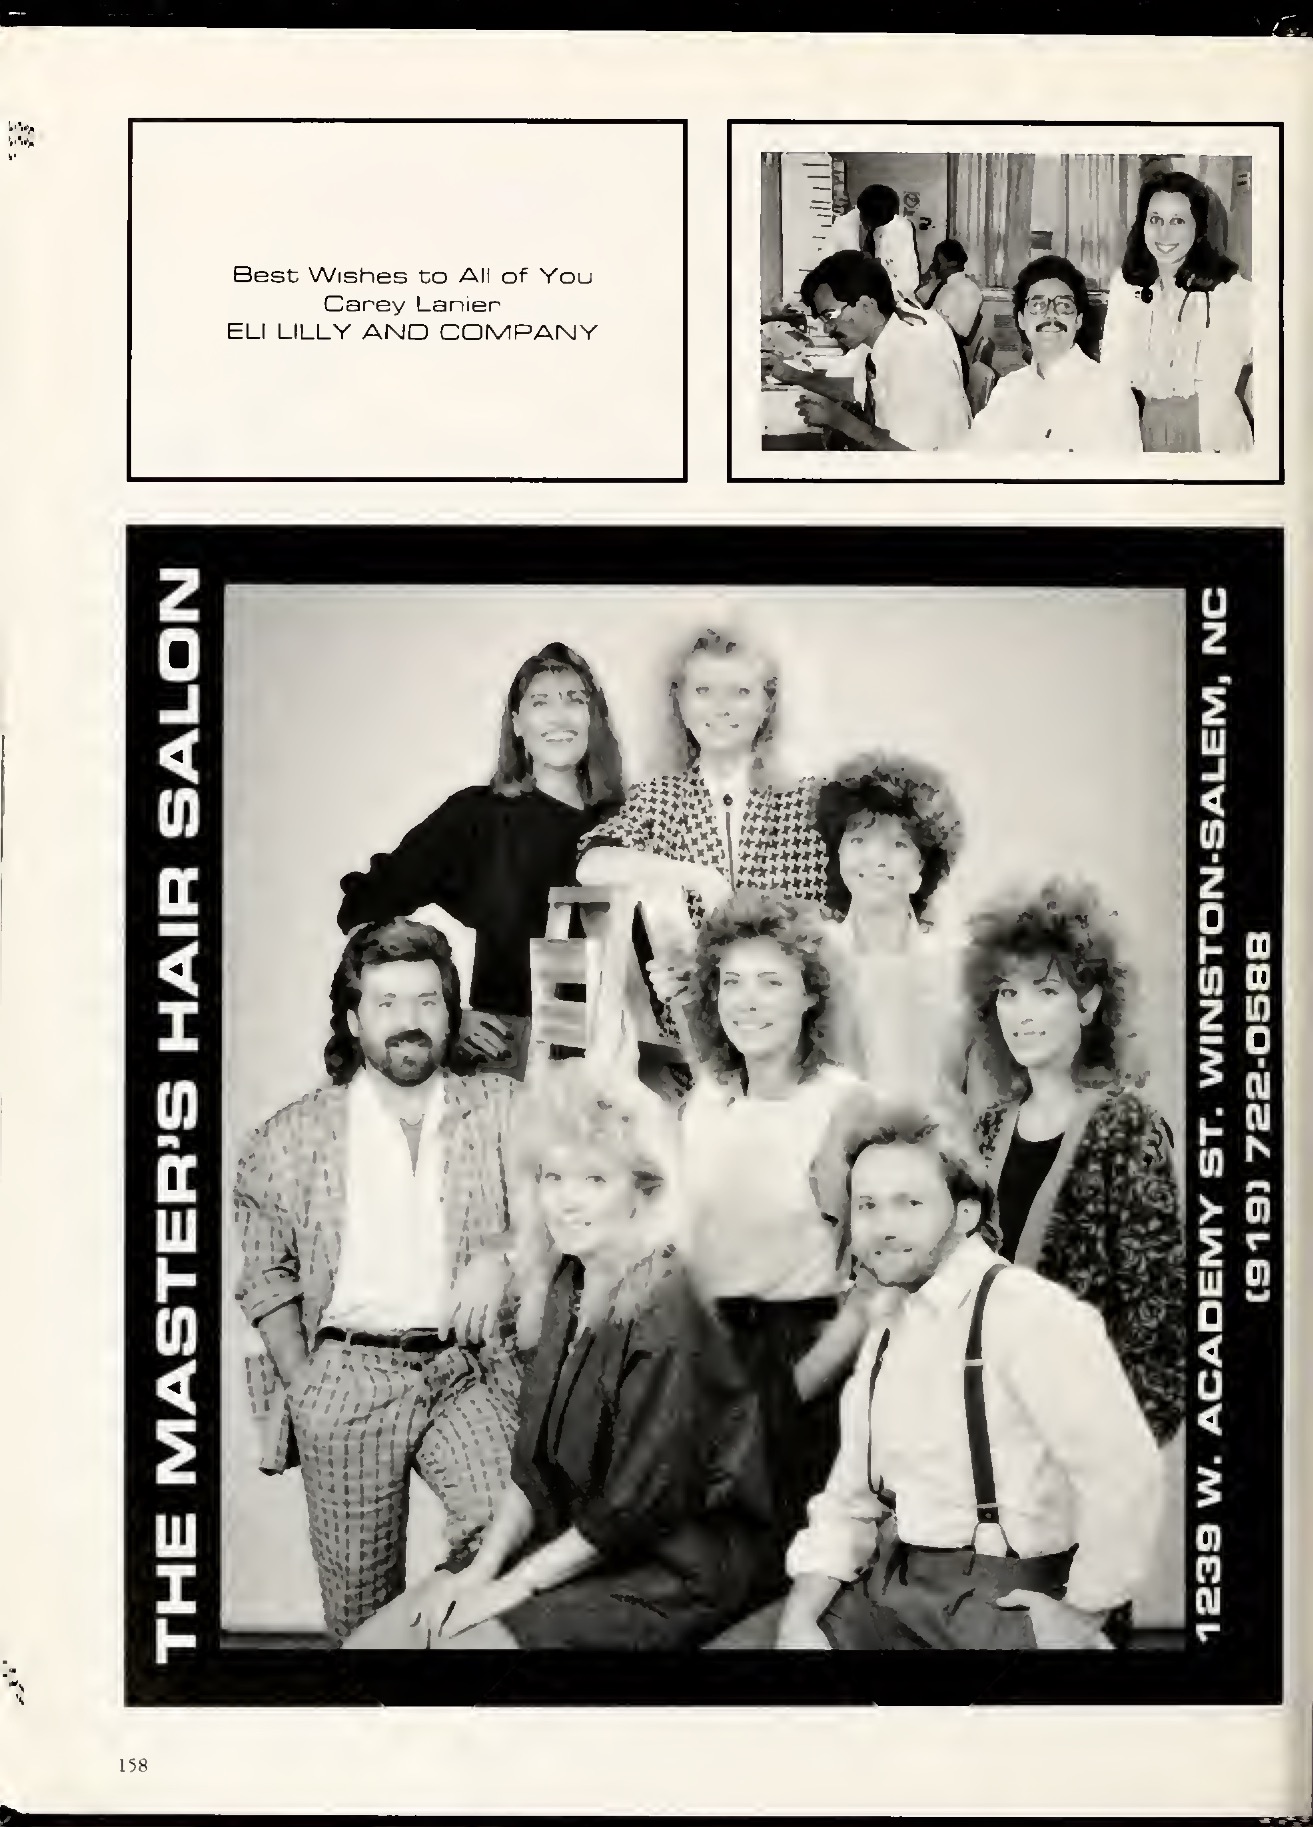 Best Wishes to All of You
Carey Lanier
ELI LILLY AND COMPANY
THE MASTER'S HAIR SALON
1239 W. ACADEMY ST. WINSTON-SALEM, NC
(919) 722-0588
158